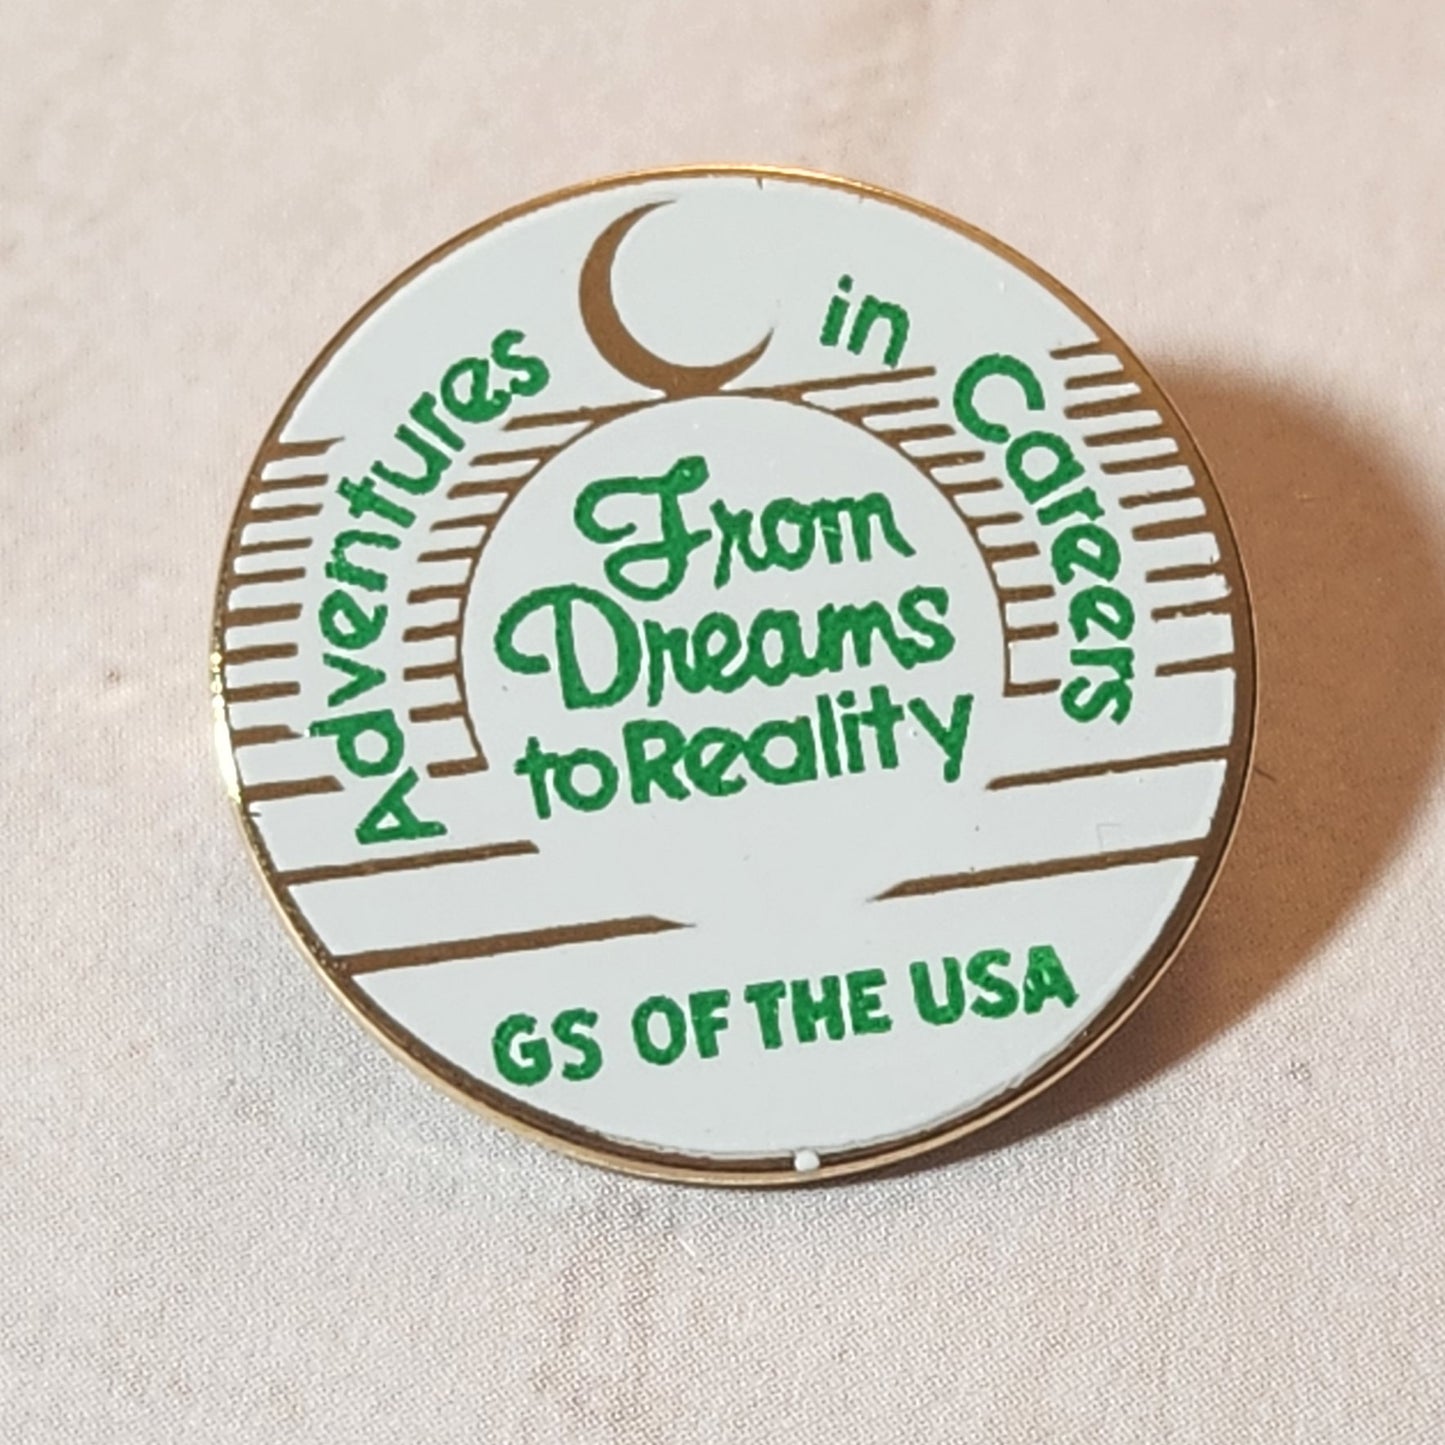 Adventures in Careers
From
Dreams
to Reality
GS OF THE USA